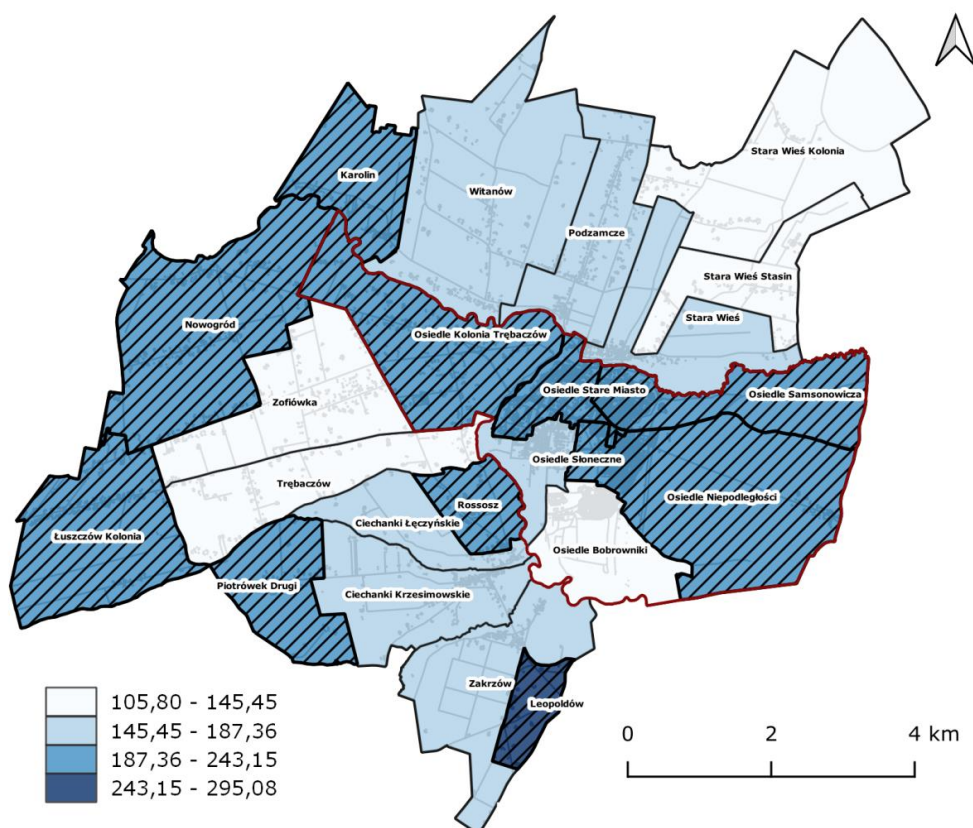 Stara Wieś Kolonia
Karolin
Witanów
Podzamcze
Stara Wieś Stasin
Stara Wieś
Nowogród
Osiedle Kolonia Trębaczów
Osiedle Stare Miasto
Osiedle Samsonowicza
Zofiówka
Osiedle Słoneczne
Trębaczów
Osiedle Niepodległości
Rossosz
Ciechanki Łęczyńskie
Łuszczów Kolonia
Osiedle Bobrowniki
Piotrówek Drugi
Ciechanki Krzesimowskie
Zakrzów
Leopoldów
105,80 - 145,45
145,45 - 187,36
187,36 - 243,15
243,15 - 295,08
0 2 4 km